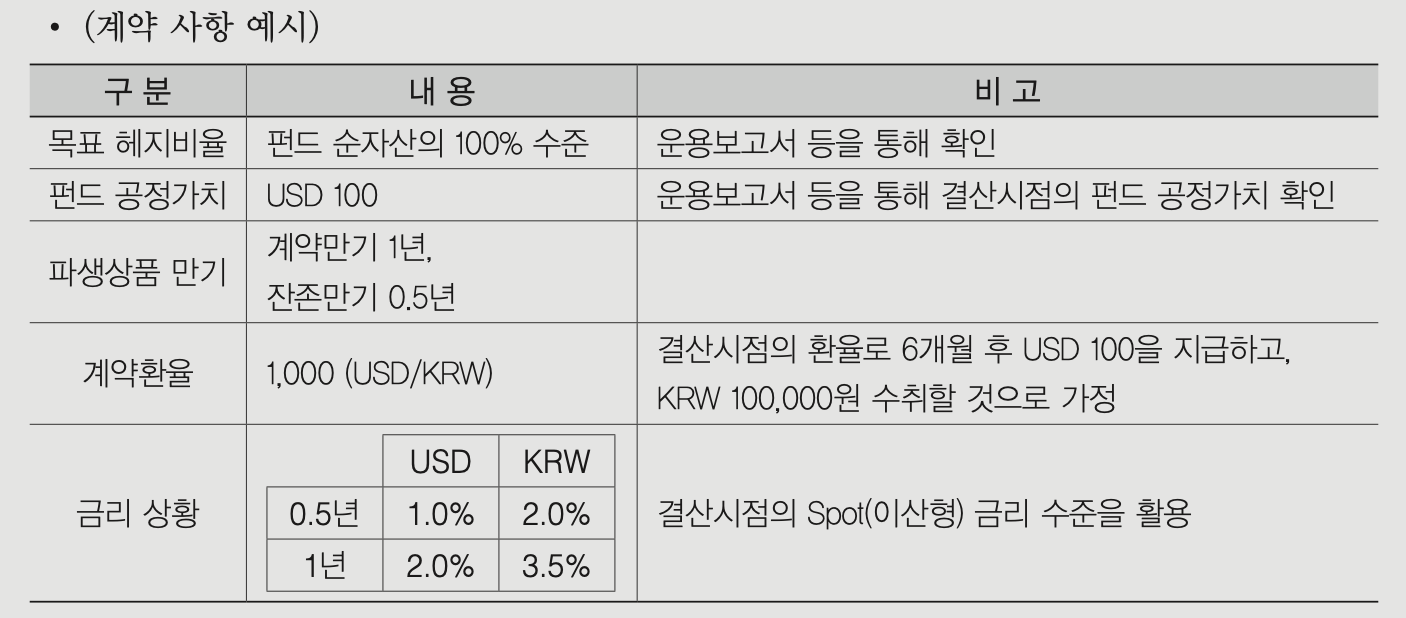 • (계약 사항 예시)
구 분 내 용 비 고
목표 헤지비율 펀드 순자산의 100% 수준 운용보고서 등을 통해 확인
펀드 공정가치 USD 100 운용보고서 등을 통해 결산시점의 펀드 공정가치 확인
파생상품 만기 계약만기 1년,
잔존만기 0.5년
계약환율 1,000 (USD/KRW) 결산시점의 환율로 6개월 후 USD 100을 지급하고,
KRW 100,000원 수취할 것으로 가정
금리 상황
USD KRW
0.5년 1.0% 2.0%
1년 2.0% 3.5%
결산시점의 Spot(이산형) 금리 수준을 활용